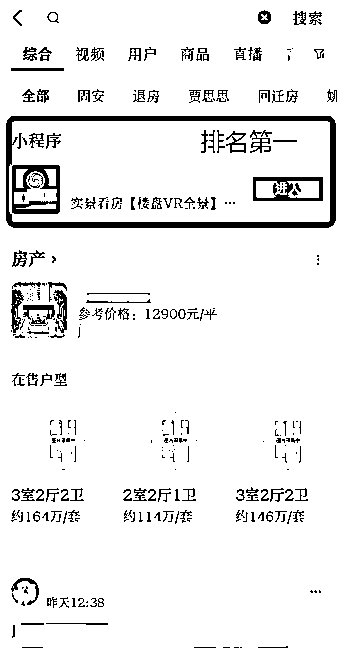 搜索
综合 视频 用户 商品 直播
全部 固安 退房 贾思思 回迁房
小程序
排名第一
实景看房【楼盘VR全景】...
进入
房产 >
参考价格：12900元/平
在售户型
3室2厅2卫 2室2厅1卫 3室2厅2卫
约164万/套 约114万/套 约146万/套
昨天12:38